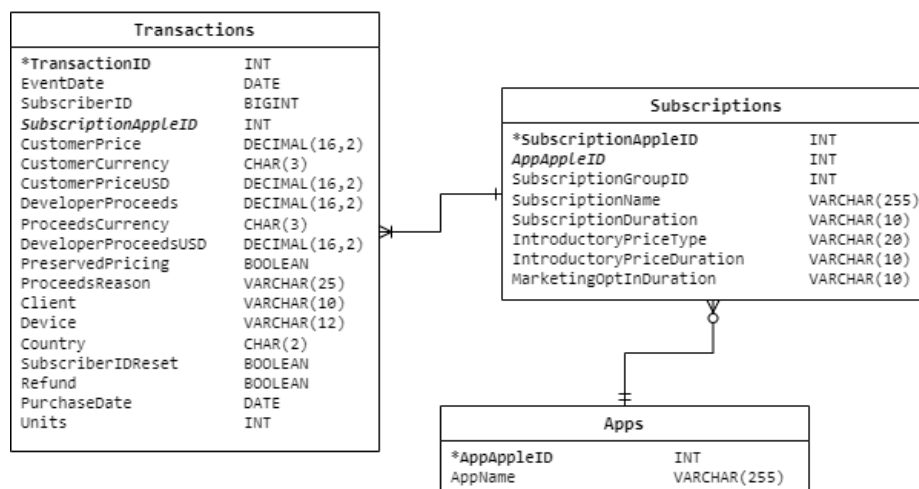 Transactions
*TransactionID INT
EventDate DATE
SubscriberID BIGINT
SubscriptionAppleID INT
CustomerPrice DECIMAL(16,2)
CustomerCurrency CHAR(3)
CustomerPriceUSD DECIMAL(16,2)
DeveloperProceeds DECIMAL(16,2)
ProceedsCurrency CHAR(3)
DeveloperProceedsUSD DECIMAL(16,2)
PreservedPricing BOOLEAN
ProceedsReason VARCHAR(25)
Client VARCHAR(10)
Device VARCHAR(12)
Country CHAR(2)
SubscriberIDReset BOOLEAN
Refund BOOLEAN
PurchaseDate DATE
Units INT
Subscriptions
*SubscriptionAppleID INT
AppAppleID INT
SubscriptionGroupID INT
SubscriptionName VARCHAR(255)
SubscriptionDuration VARCHAR(10)
IntroductoryPriceType VARCHAR(20)
IntroductoryPriceDuration VARCHAR(10)
MarketingOptInDuration VARCHAR(10)
Apps
*AppAppleID INT
AppName VARCHAR(255)